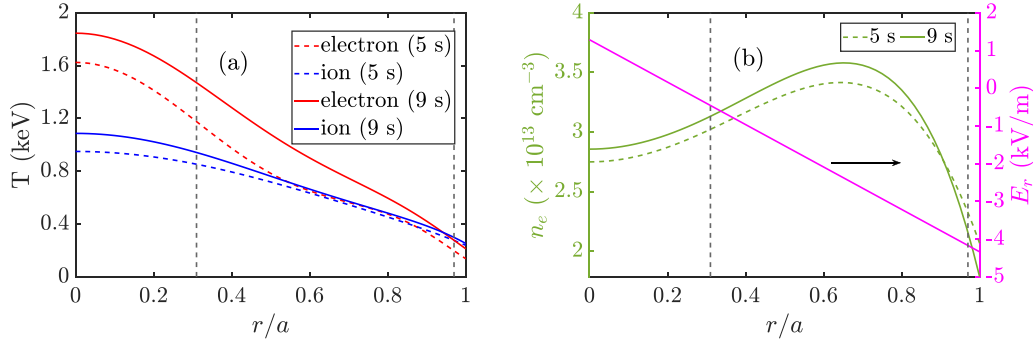 2
1.6
1.2
0.8
0.4
0
T (keV)
(a)
electron (5 s)
ion (5 s)
electron (9 s)
ion (9 s)
0 0.2 0.4 0.6 0.8 1
r/a
4
3.5
3
2.5
2
n_e (× 10^13 cm^−3)
(b)
5 s 9 s
2
1
0
-1
-2
-3
-4
-5
E_r (kV/m)
0 0.2 0.4 0.6 0.8 1
r/a